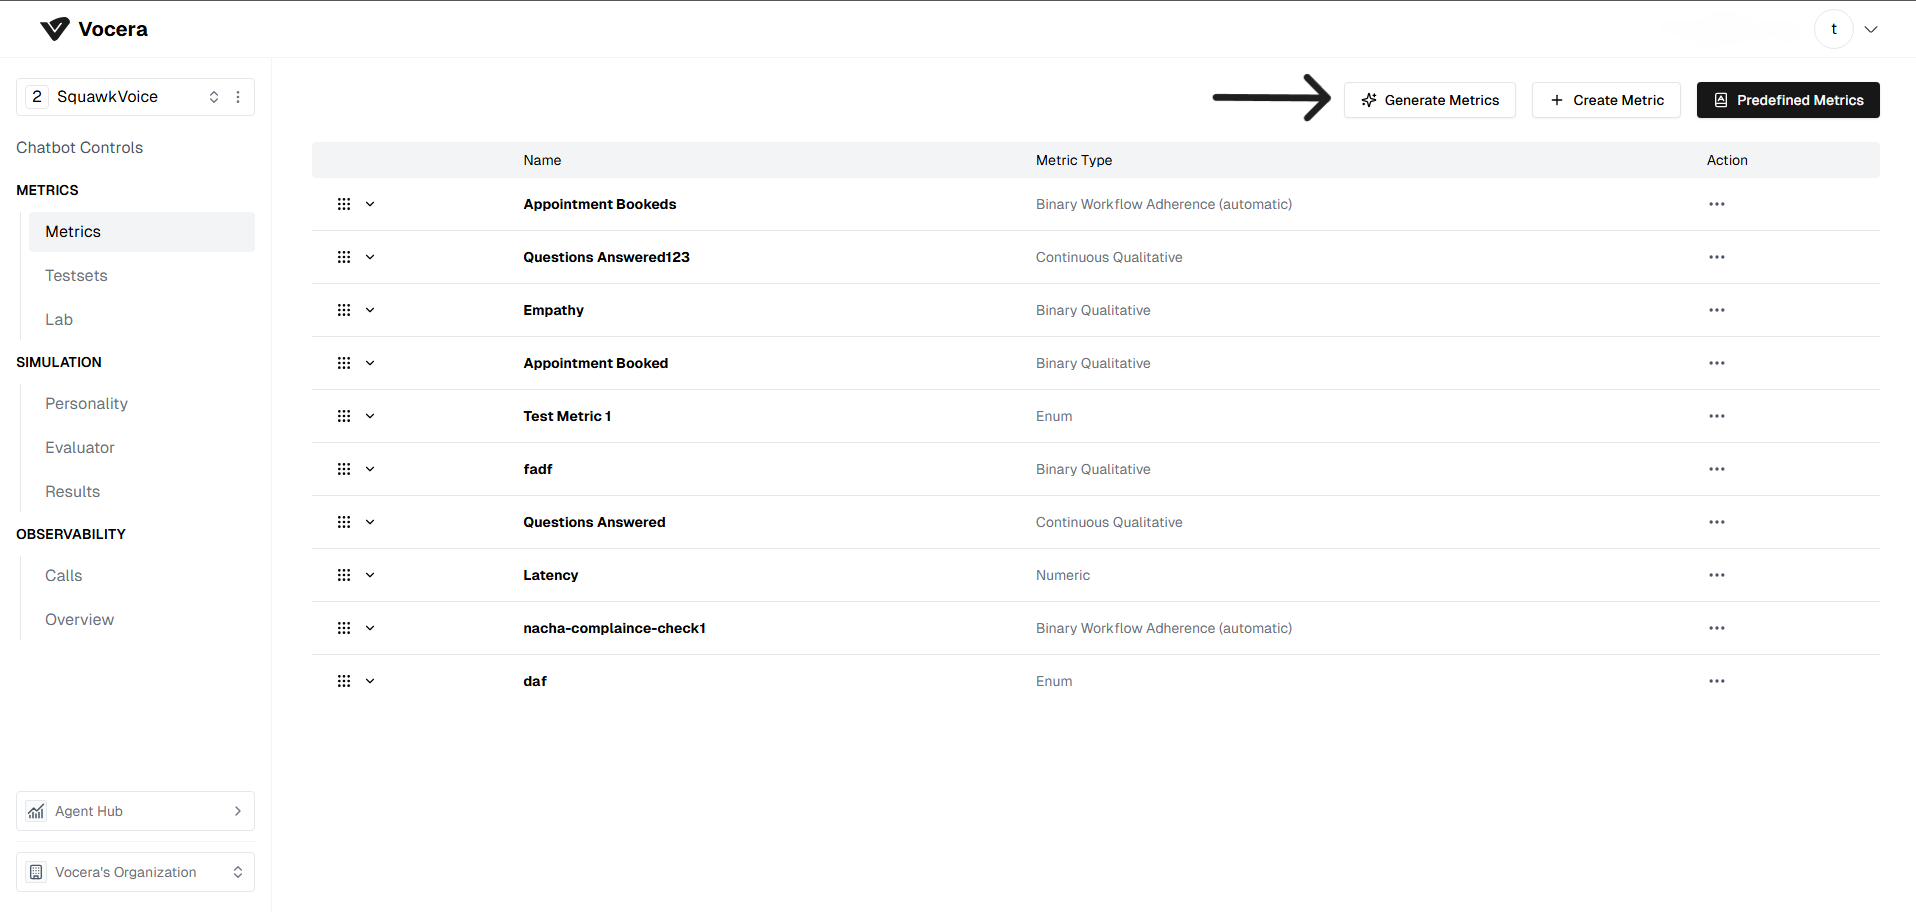 Vocera
t
2 SquawkVoice
Generate Metrics
Create Metric
Predefined Metrics
Chatbot Controls
METRICS
Metrics
Testsets
Lab
SIMULATION
Personality
Evaluator
Results
OBSERVABILITY
Calls
Overview
Agent Hub
Vocera's Organization
Name Metric Type Action
Appointment Bookeds Binary Workflow Adherence (automatic)
Questions Answered123 Continuous Qualitative
Empathy Binary Qualitative
Appointment Booked Binary Qualitative
Test Metric 1 Enum
fadf Binary Qualitative
Questions Answered Continuous Qualitative
Latency Numeric
nacha-complaince-check1 Binary Workflow Adherence (automatic)
daf Enum